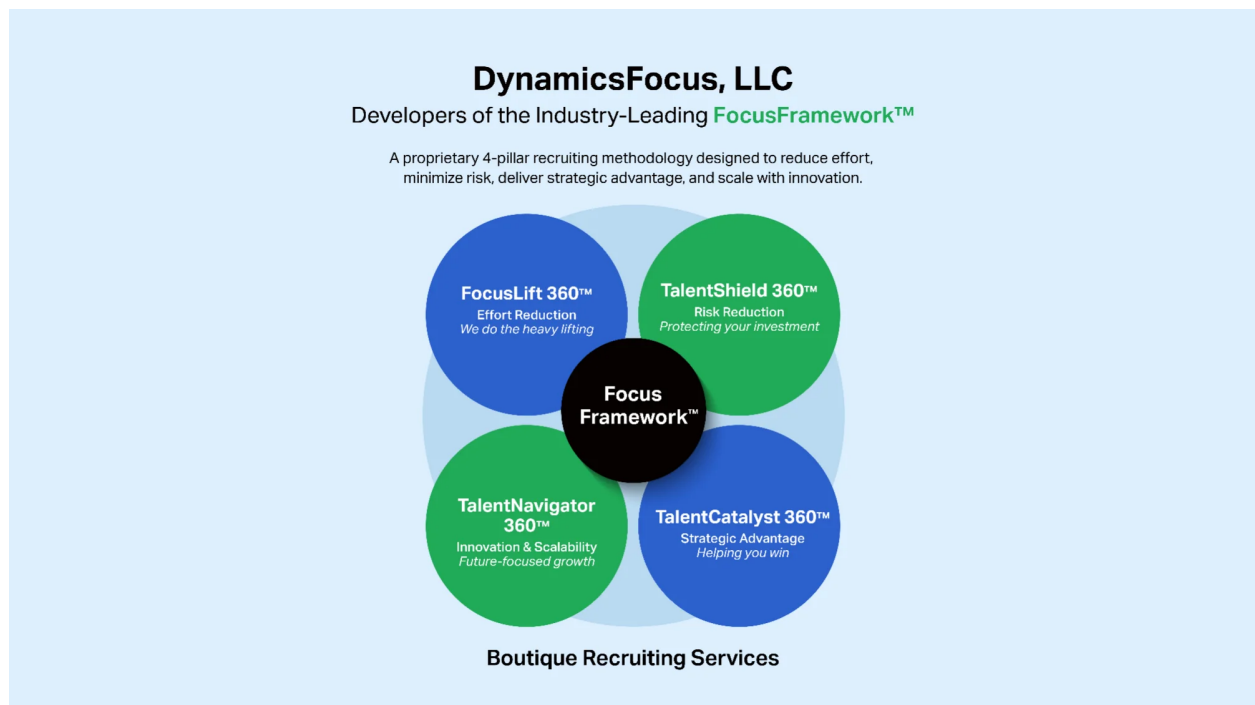 DynamicsFocus, LLC
Developers of the Industry-Leading FocusFramework™
A proprietary 4-pillar recruiting methodology designed to reduce effort,
minimize risk, deliver strategic advantage, and scale with innovation.
FocusLift 360™
Effort Reduction
We do the heavy lifting
TalentShield 360™
Risk Reduction
Protecting your investment
Focus
Framework™
TalentNavigator
360™
Innovation & Scalability
Future-focused growth
TalentCatalyst 360™
Strategic Advantage
Helping you win
Boutique Recruiting Services